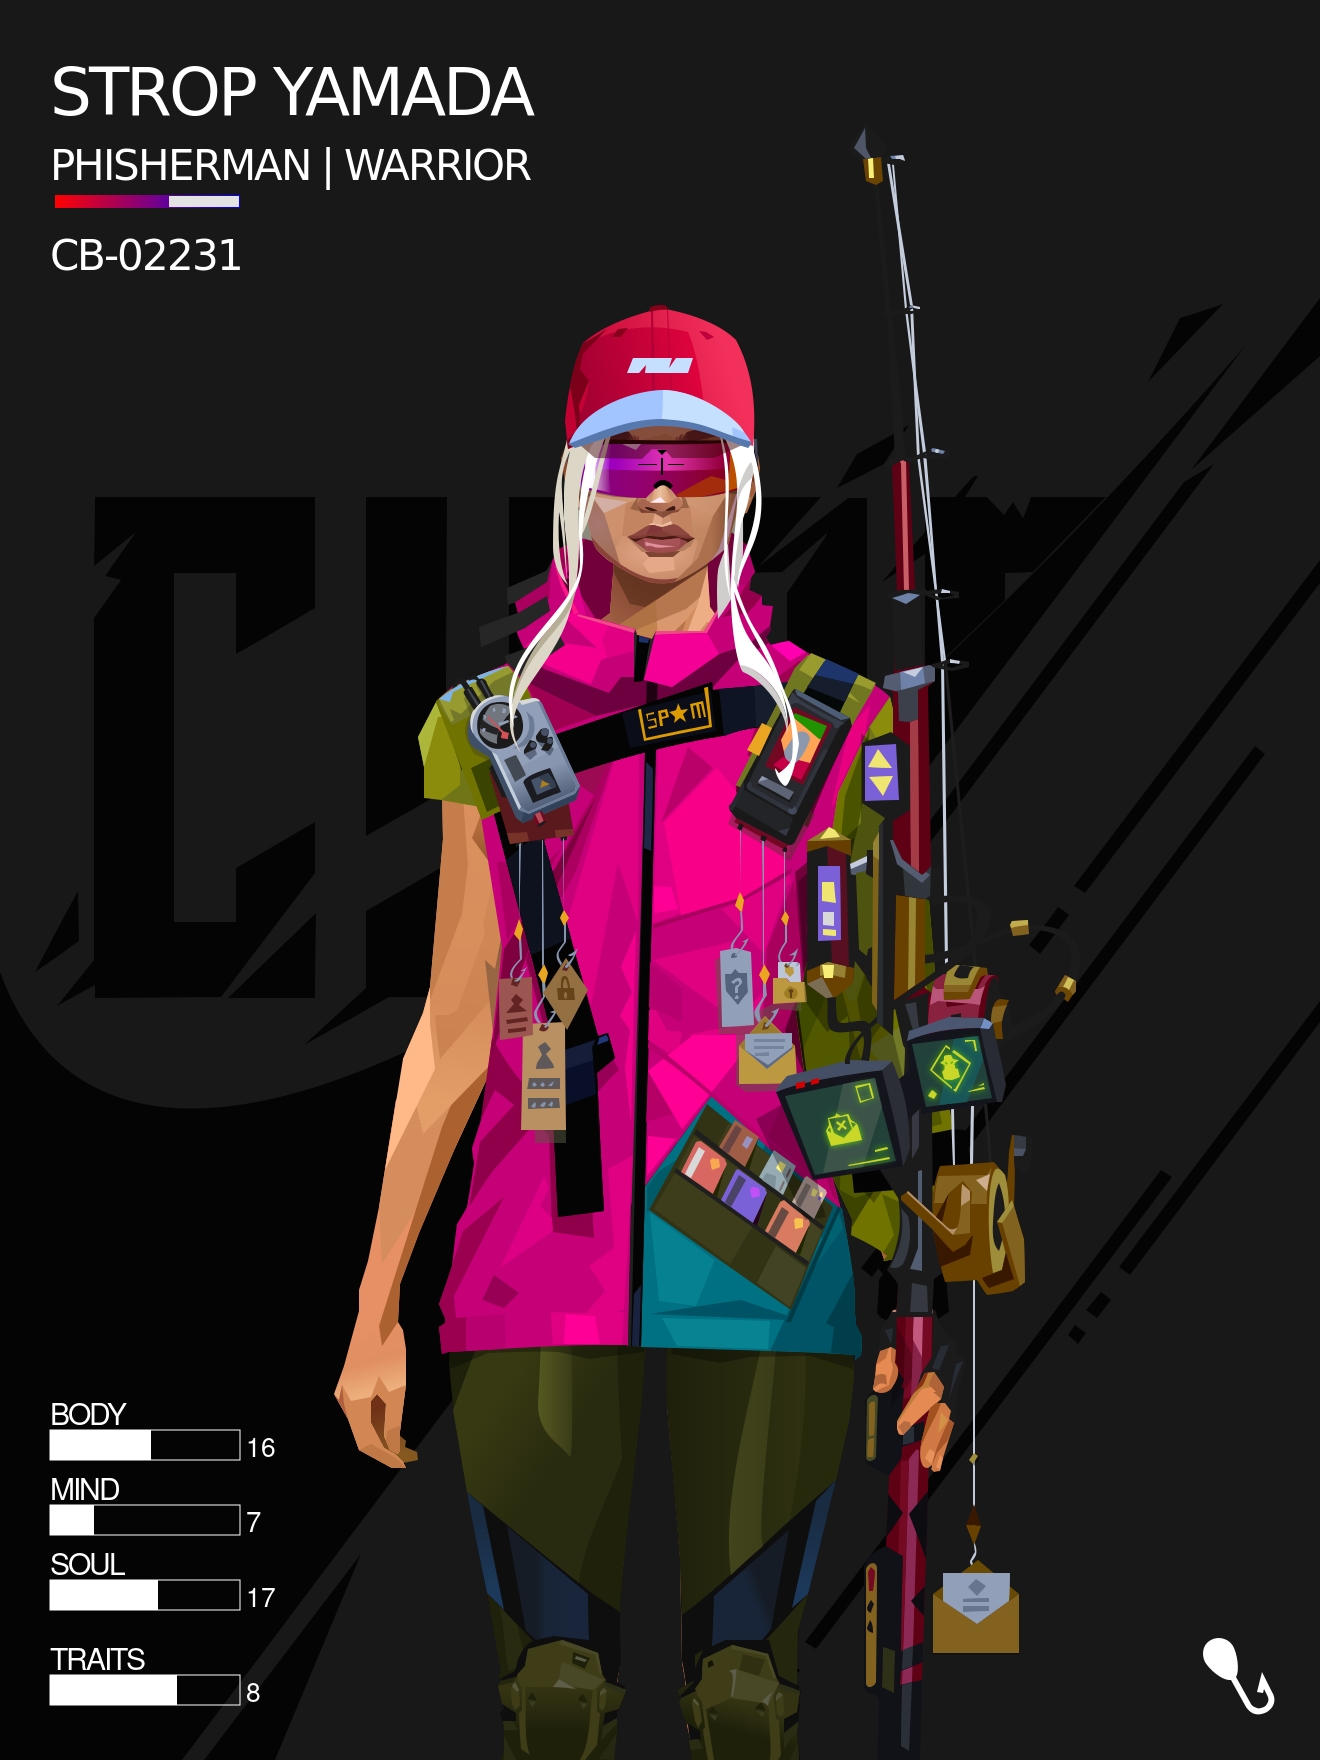 STROP YAMADA
PHISHERMAN | WARRIOR
CB-02231
SP★M
?
BODY
16
MIND
7
SOUL
17
TRAITS
8